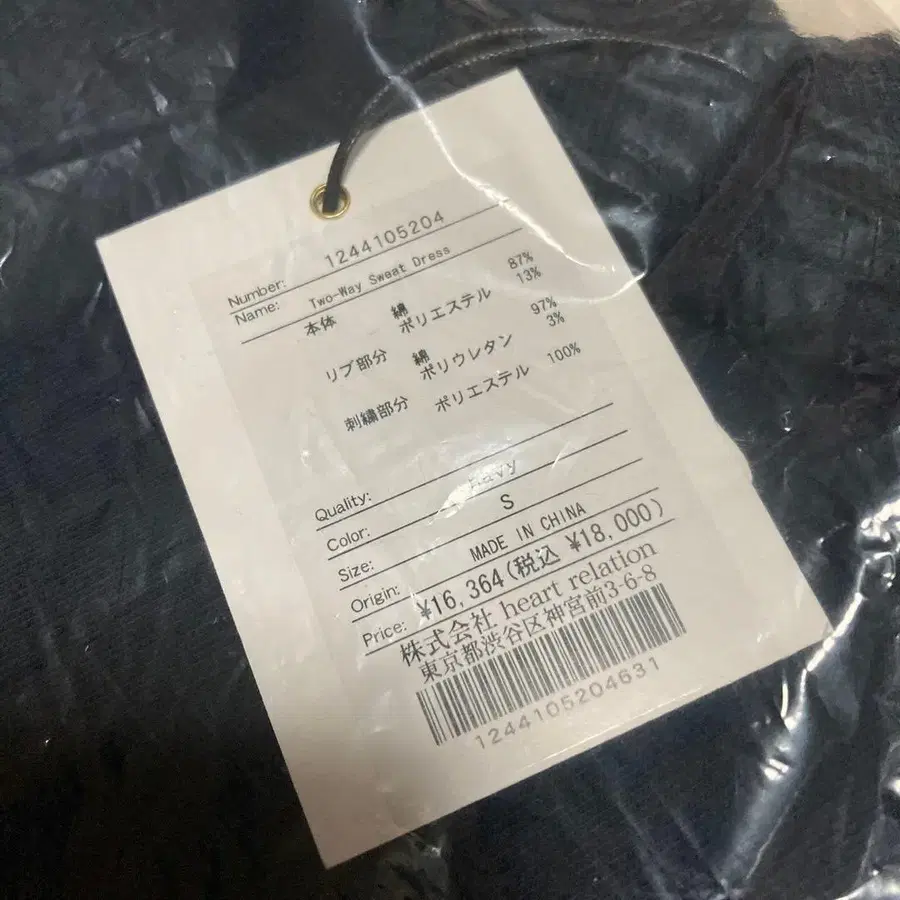 Number: 1244105204
Name: Two-Way Sweat Dress
本体 綿 87%
ポリエステル 13%
リブ部分 綿 97%
ポリウレタン 3%
刺繍部分 ポリエステル 100%
Quality:
Color: navy
Size: S
Origin: MADE IN CHINA
Price: ¥16,364(税込 ¥18,000)
株式会社 heart relation
東京都渋谷区神宮前3-6-8
1244105204631